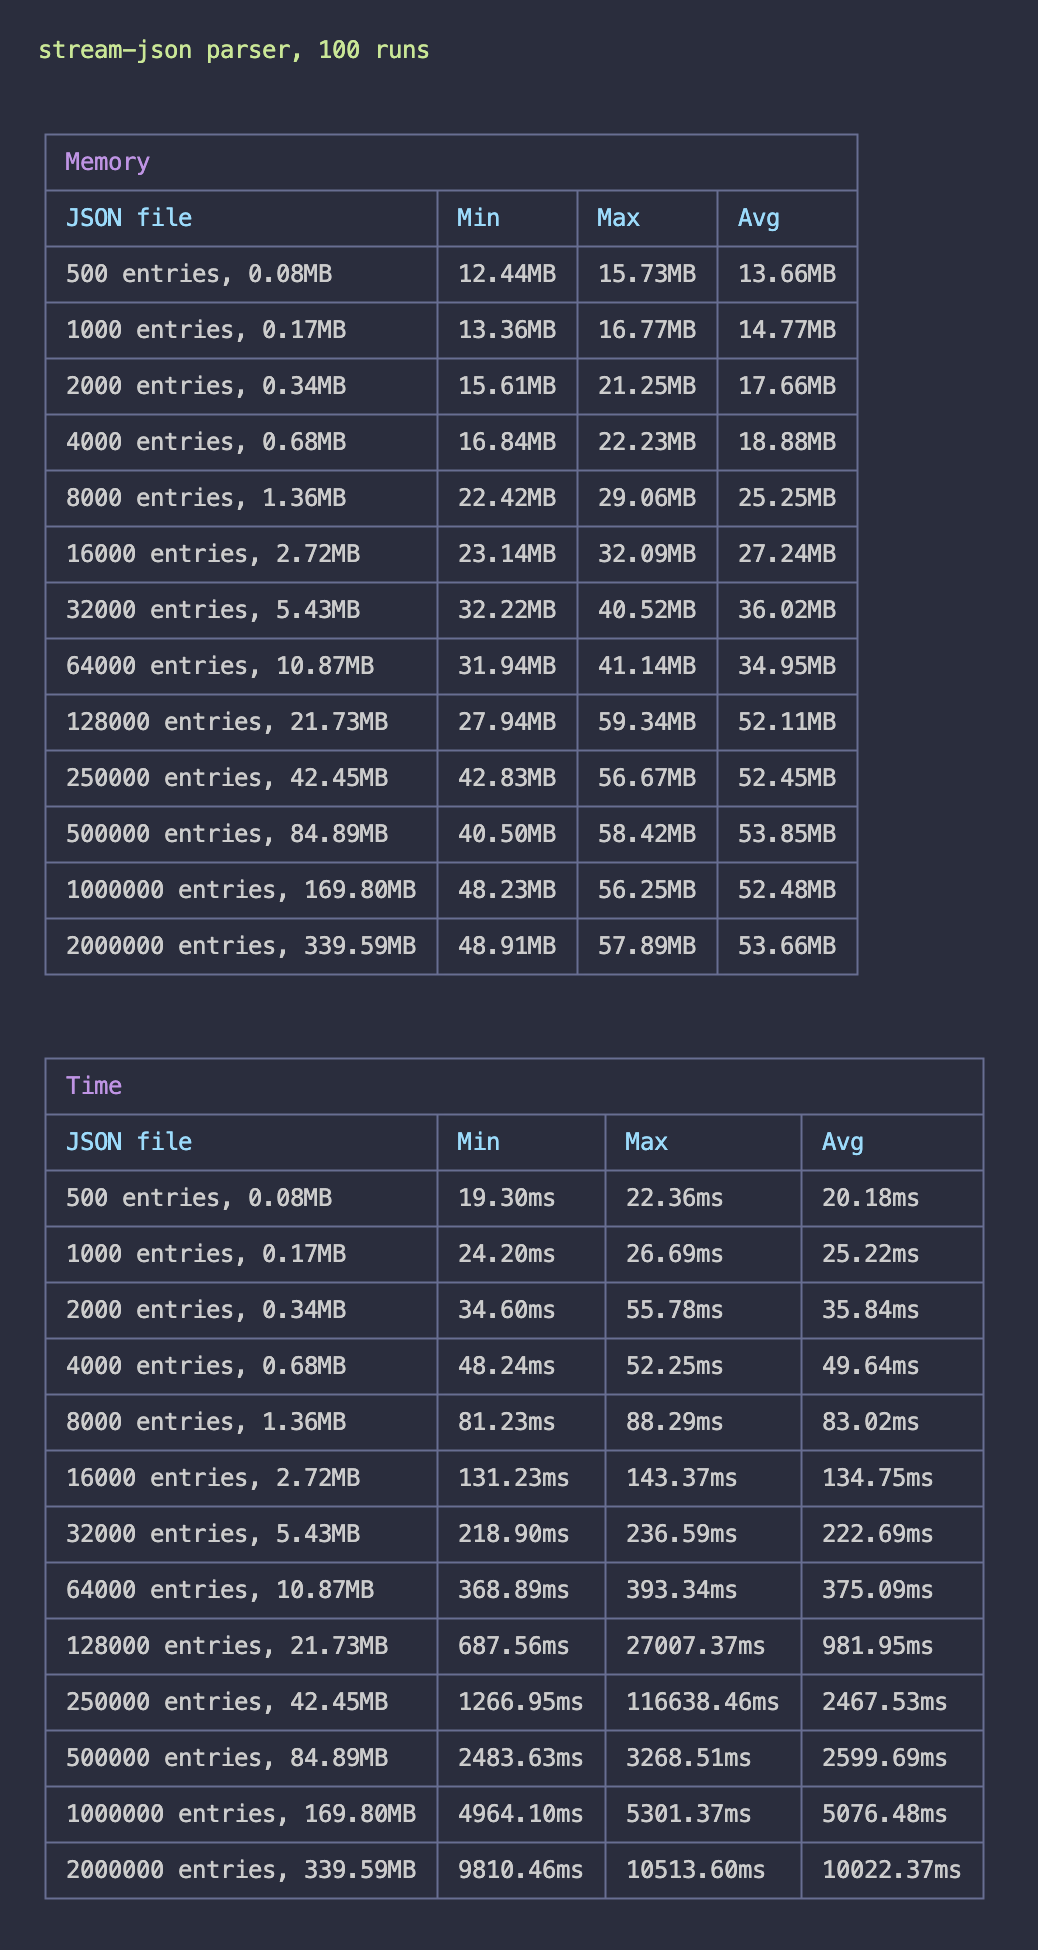 stream-json parser, 100 runs
Memory
JSON file Min Max Avg
500 entries, 0.08MB 12.44MB 15.73MB 13.66MB
1000 entries, 0.17MB 13.36MB 16.77MB 14.77MB
2000 entries, 0.34MB 15.61MB 21.25MB 17.66MB
4000 entries, 0.68MB 16.84MB 22.23MB 18.88MB
8000 entries, 1.36MB 22.42MB 29.06MB 25.25MB
16000 entries, 2.72MB 23.14MB 32.09MB 27.24MB
32000 entries, 5.43MB 32.22MB 40.52MB 36.02MB
64000 entries, 10.87MB 31.94MB 41.14MB 34.95MB
128000 entries, 21.73MB 27.94MB 59.34MB 52.11MB
250000 entries, 42.45MB 42.83MB 56.67MB 52.45MB
500000 entries, 84.89MB 40.50MB 58.42MB 53.85MB
1000000 entries, 169.80MB 48.23MB 56.25MB 52.48MB
2000000 entries, 339.59MB 48.91MB 57.89MB 53.66MB
Time
JSON file Min Max Avg
500 entries, 0.08MB 19.30ms 22.36ms 20.18ms
1000 entries, 0.17MB 24.20ms 26.69ms 25.22ms
2000 entries, 0.34MB 34.60ms 55.78ms 35.84ms
4000 entries, 0.68MB 48.24ms 52.25ms 49.64ms
8000 entries, 1.36MB 81.23ms 88.29ms 83.02ms
16000 entries, 2.72MB 131.23ms 143.37ms 134.75ms
32000 entries, 5.43MB 218.90ms 236.59ms 222.69ms
64000 entries, 10.87MB 368.89ms 393.34ms 375.09ms
128000 entries, 21.73MB 687.56ms 27007.37ms 981.95ms
250000 entries, 42.45MB 1266.95ms 116638.46ms 2467.53ms
500000 entries, 84.89MB 2483.63ms 3268.51ms 2599.69ms
1000000 entries, 169.80MB 4964.10ms 5301.37ms 5076.48ms
2000000 entries, 339.59MB 9810.46ms 10513.60ms 10022.37ms